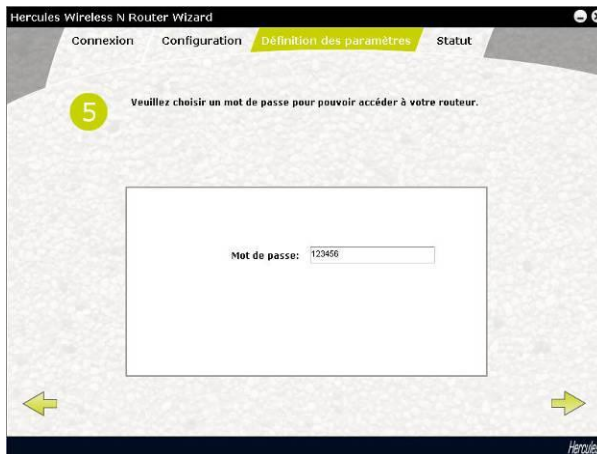 Hercules Wireless N Router Wizard
Connexion Configuration Définition des paramètres Statut
5 Veuillez choisir un mot de passe pour pouvoir accéder à votre routeur.
Mot de passe: 123456
Hercules